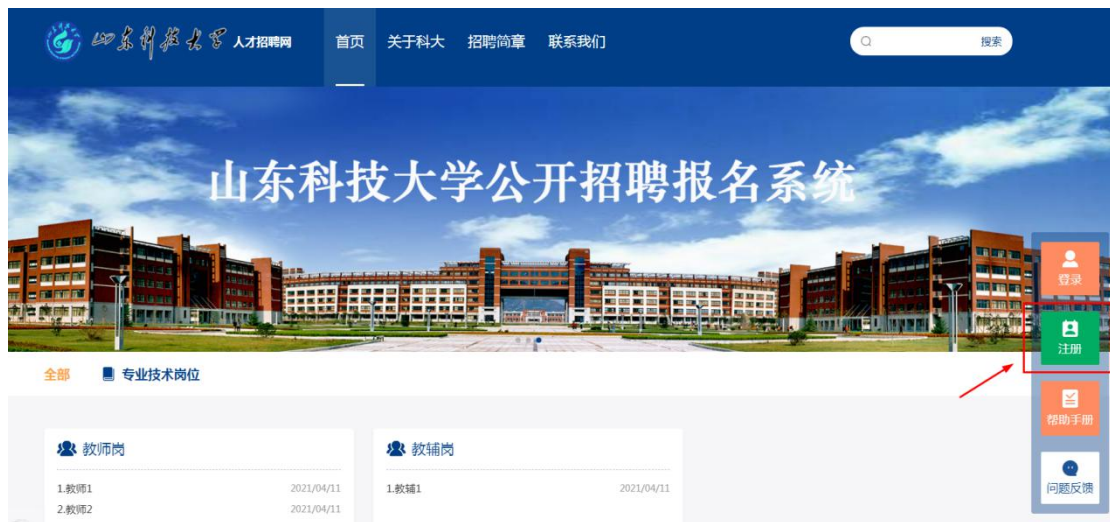 山东科技大学 人才招聘网 首页 关于科大 招聘简章 联系我们 搜索
山东科技大学公开招聘报名系统
登录
注册
全部 专业技术岗位
帮助手册
教师岗 教辅岗
问题反馈
1.教师1 2021/04/11 1.教辅1 2021/04/11
2.教师2 2021/04/11